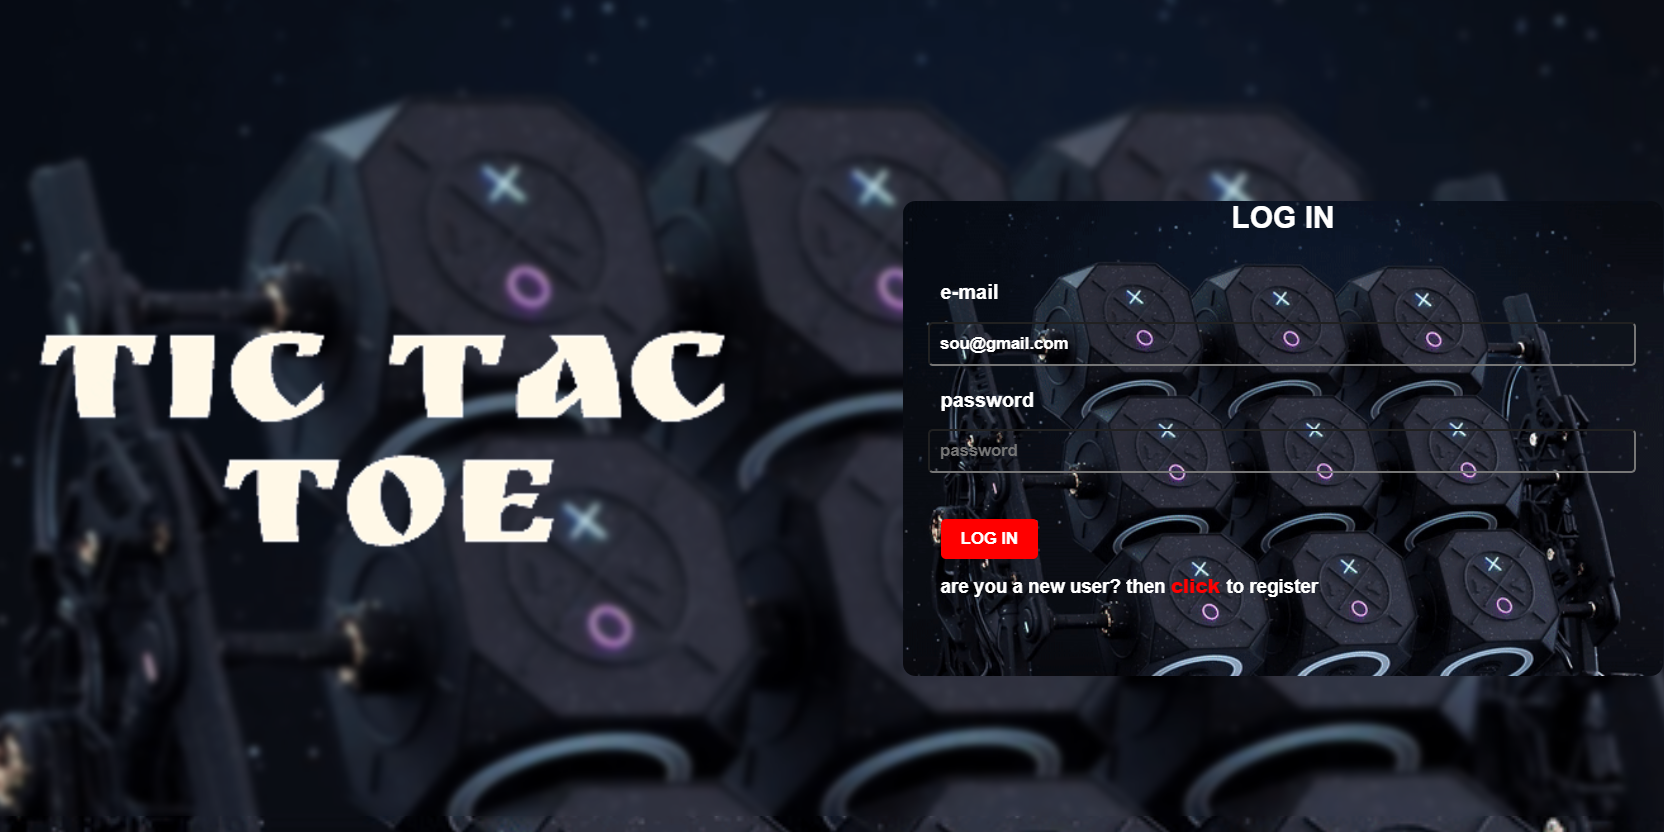 TIC TAC
TOE
LOG IN
e-mail
sou@gmail.com
password
password
LOG IN
are you a new user? then click to register